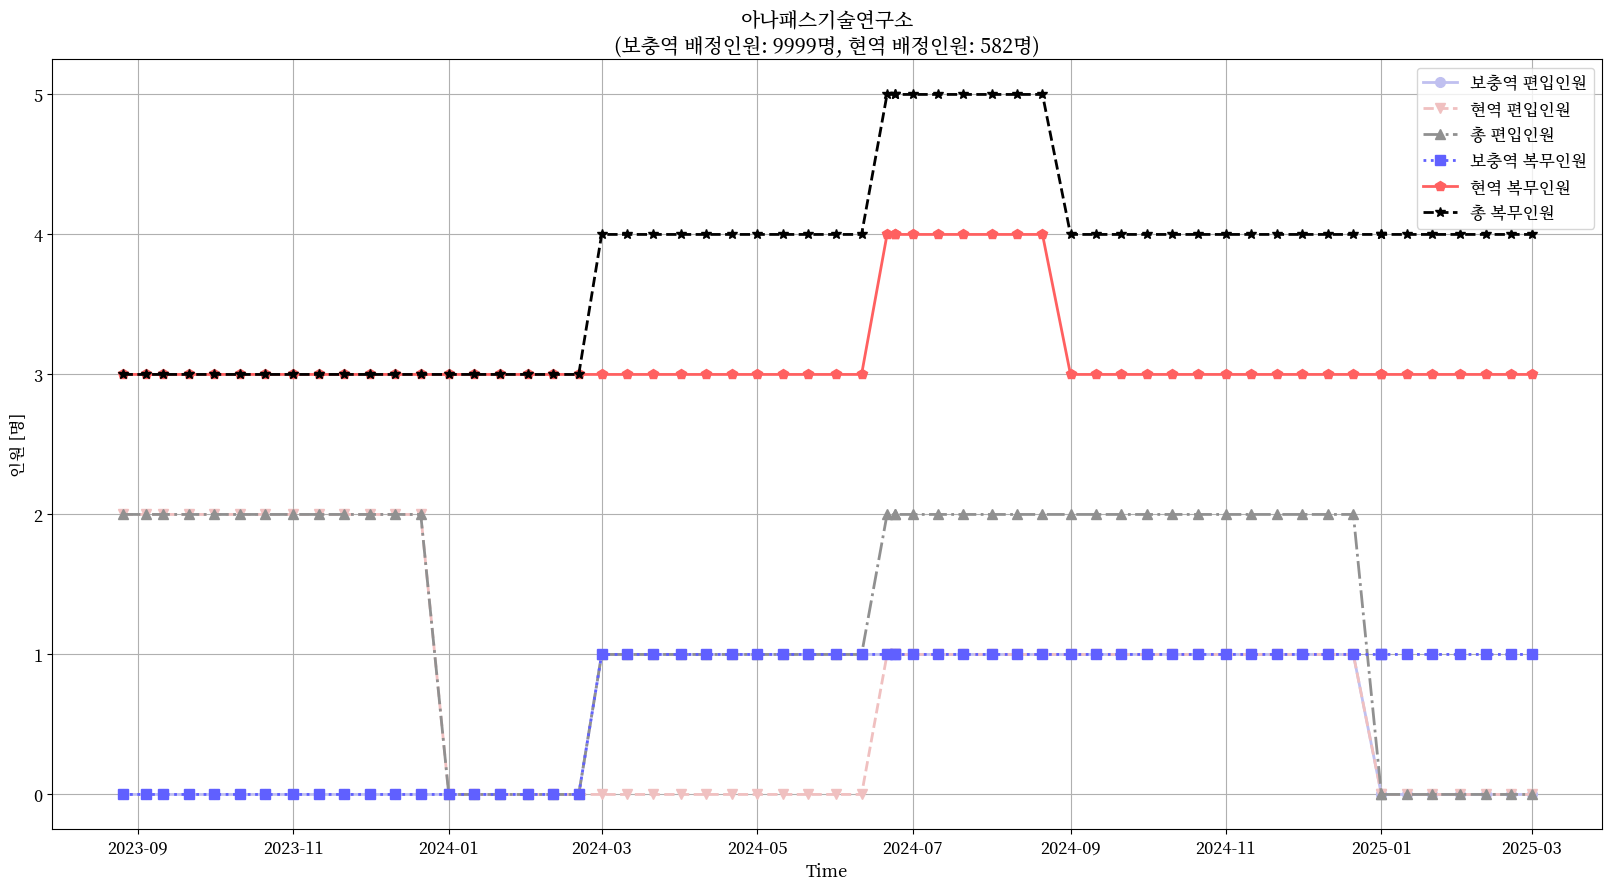 아나패스기술연구소
(보충역 배정인원: 9999명, 현역 배정인원: 582명)
보충역 편입인원
현역 편입인원
총 편입인원
보충역 복무인원
현역 복무인원
총 복무인원
인원 [명]
5
4
3
2
1
0
2023-09
2023-11
2024-01
2024-03
2024-05
2024-07
2024-09
2024-11
2025-01
2025-03
Time